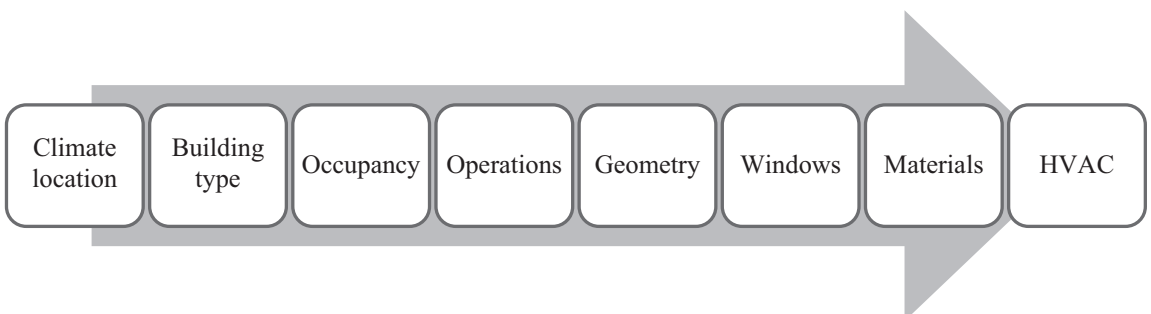 Climate
location
Building
type
Occupancy
Operations
Geometry
Windows
Materials
HVAC